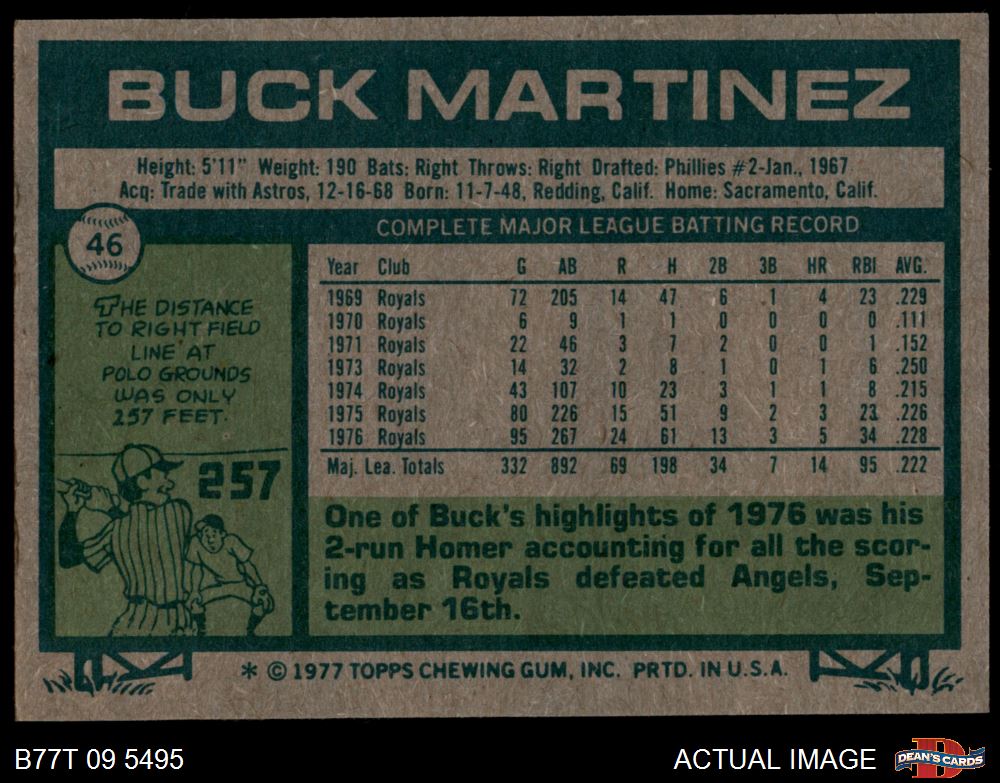 BUCK MARTINEZ
Height: 5'11" Weight: 190 Bats: Right Throws: Right Drafted: Phillies #2-Jan., 1967
Acq: Trade with Astros, 12-16-68 Born: 11-7-48, Redding, Calif. Home: Sacramento, Calif.
46
THE DISTANCE
TO RIGHT FIELD
LINE AT
POLO GROUNDS
WAS ONLY
257 FEET.
257
COMPLETE MAJOR LEAGUE BATTING RECORD
Year Club G AB R H 2B 3B HR RBI AVG.
1969 Royals 72 205 14 47 6 1 4 23 .229
1970 Royals 6 9 1 1 0 0 0 0 .111
1971 Royals 22 46 3 7 2 0 0 1 .152
1973 Royals 14 32 2 8 1 0 1 6 .250
1974 Royals 43 107 10 23 3 1 1 8 .215
1975 Royals 80 226 15 51 9 2 3 23 .226
1976 Royals 95 267 24 61 13 3 5 34 .228
Maj. Lea. Totals 332 892 69 198 34 7 14 95 .222
One of Buck's highlights of 1976 was his
2-run Homer accounting for all the scor-
ing as Royals defeated Angels, Sep-
tember 16th.
* © 1977 TOPPS CHEWING GUM, INC. PRTD. IN U.S.A.
B77T 09 5495
ACTUAL IMAGE
D
DEAN'S CARDS